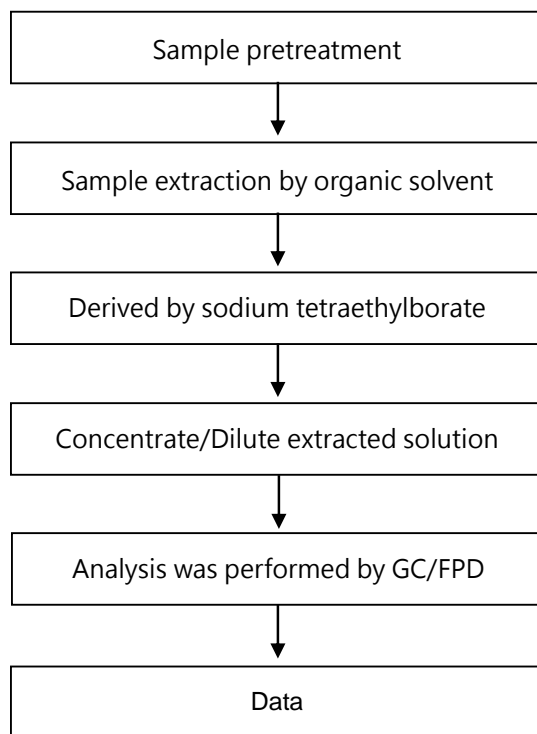 Sample pretreatment
Sample extraction by organic solvent
Derived by sodium tetraethylborate
Concentrate/Dilute extracted solution
Analysis was performed by GC/FPD
Data